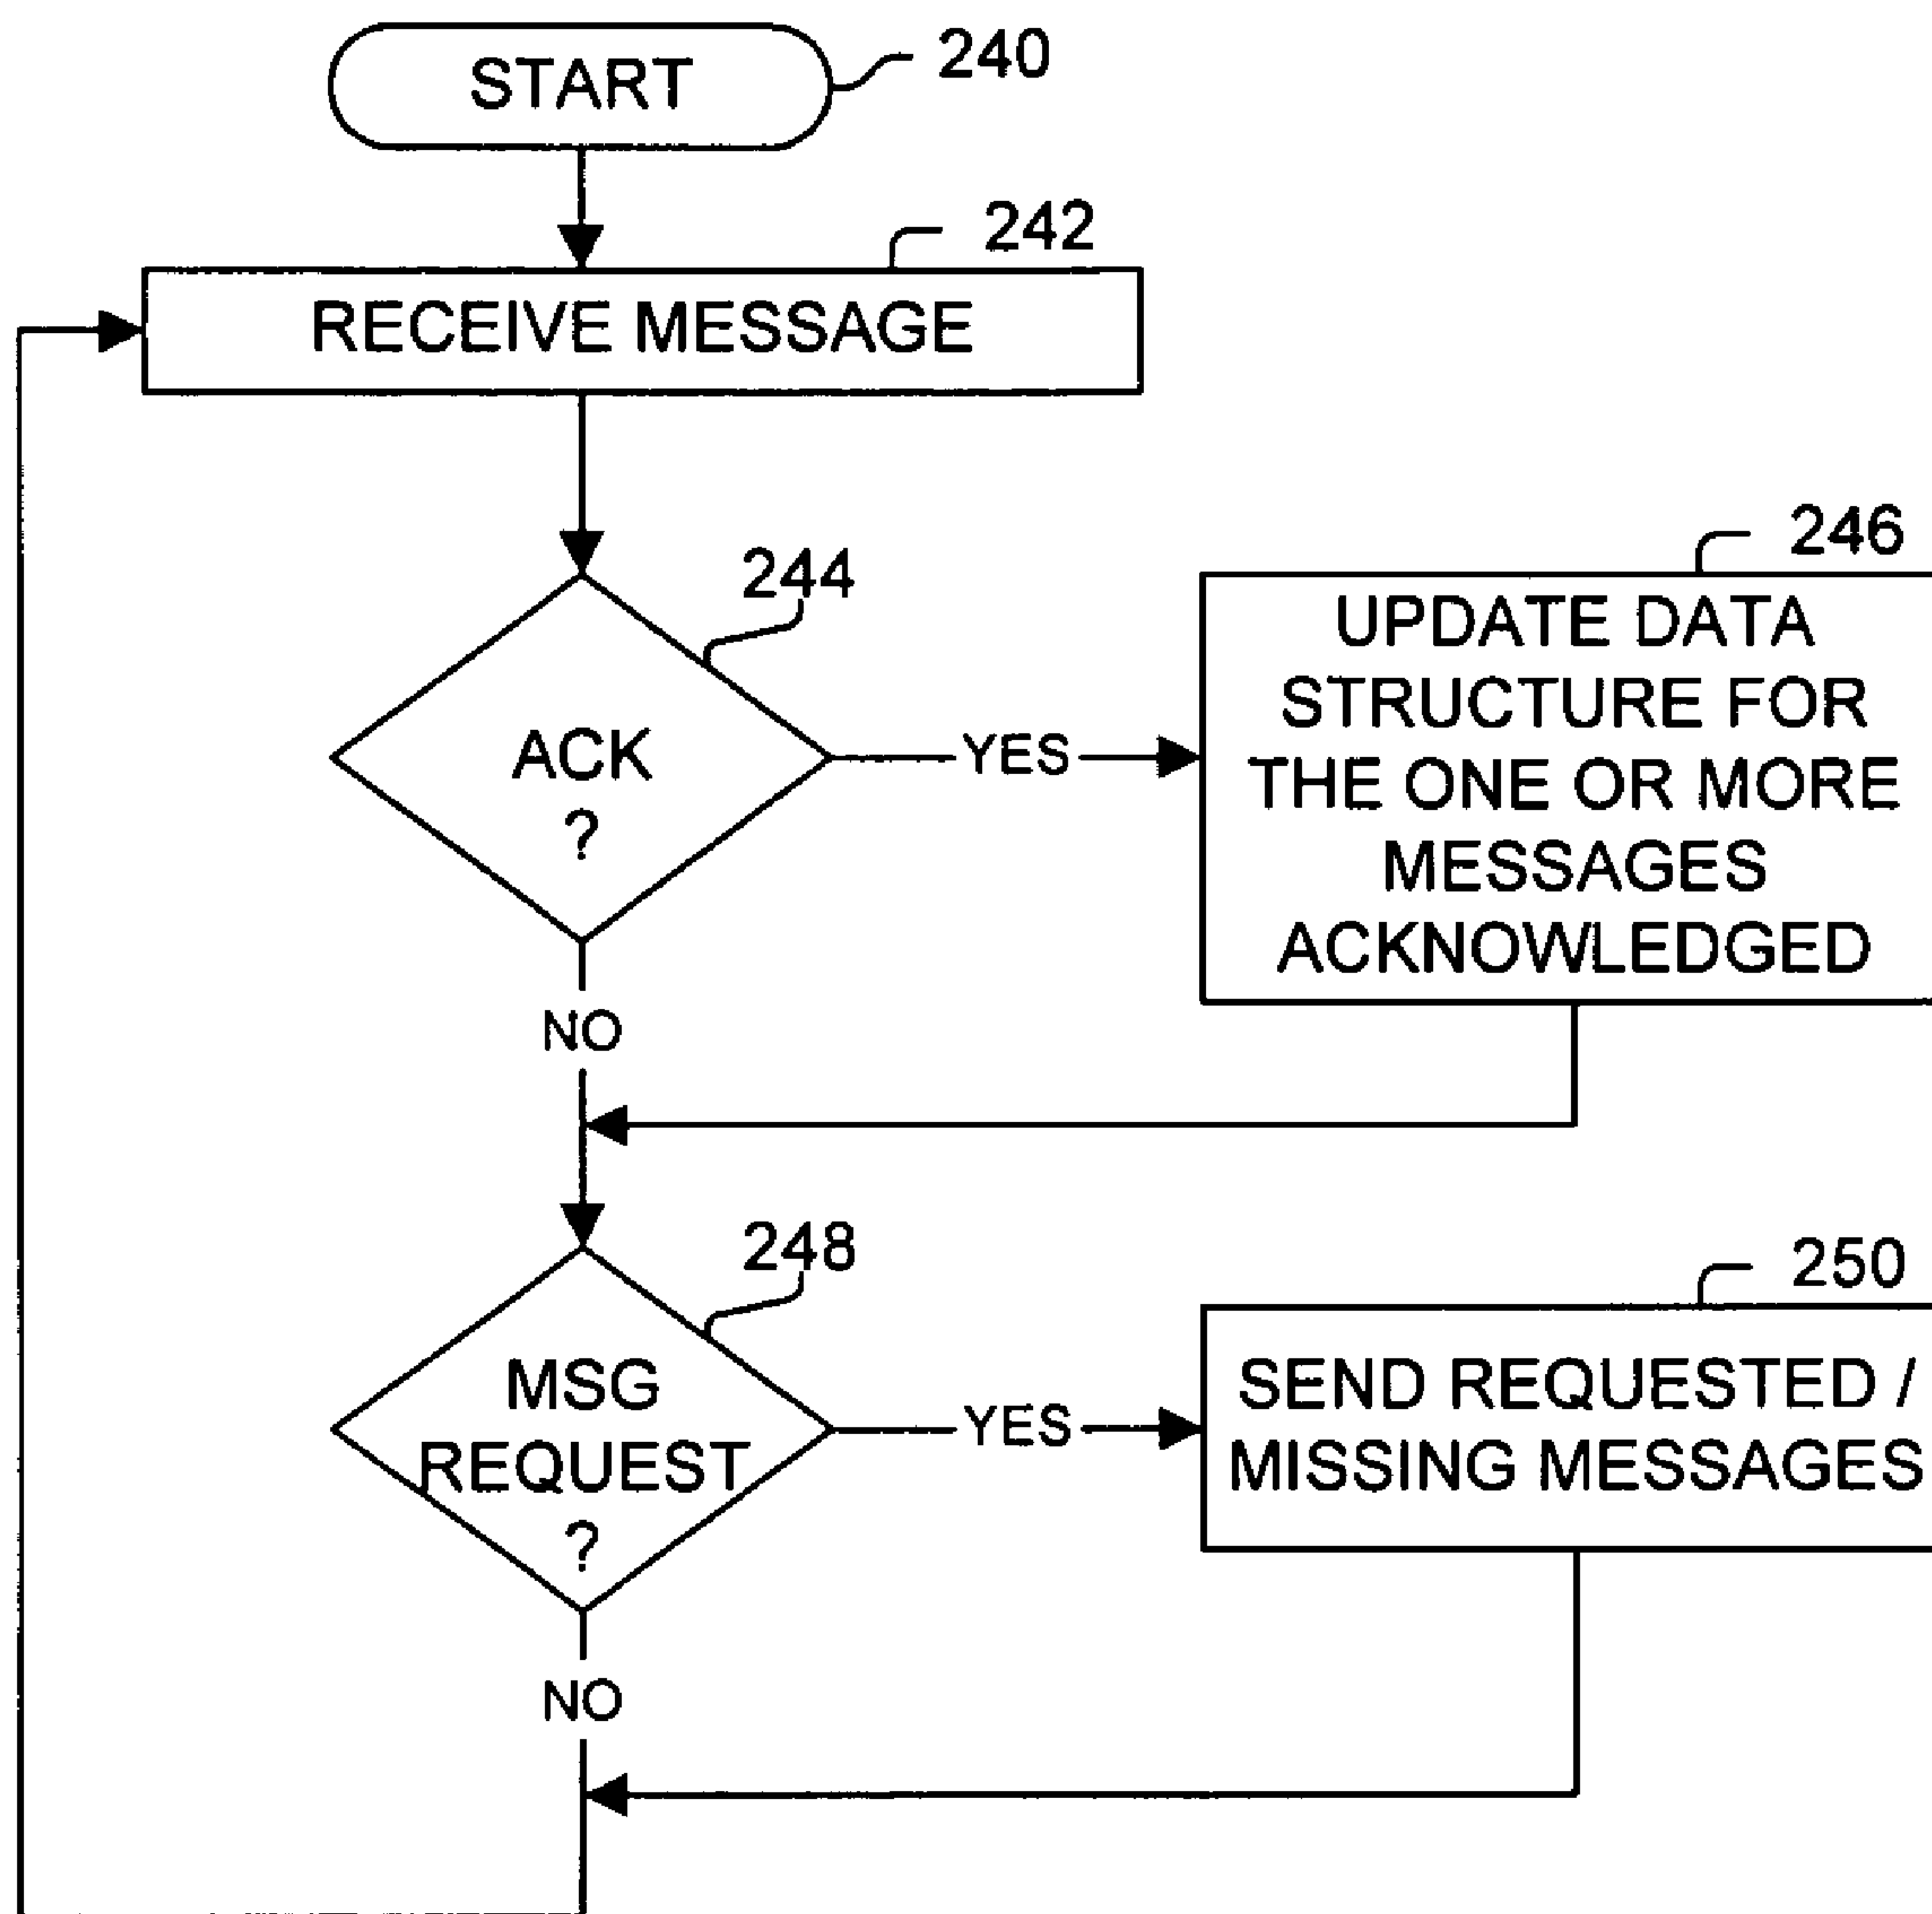 START
240
242
RECEIVE MESSAGE
244
ACK
?
YES
246
UPDATE DATA
STRUCTURE FOR
THE ONE OR MORE
MESSAGES
ACKNOWLEDGED
NO
248
MSG
REQUEST
?
YES
250
SEND REQUESTED /
MISSING MESSAGES
NO